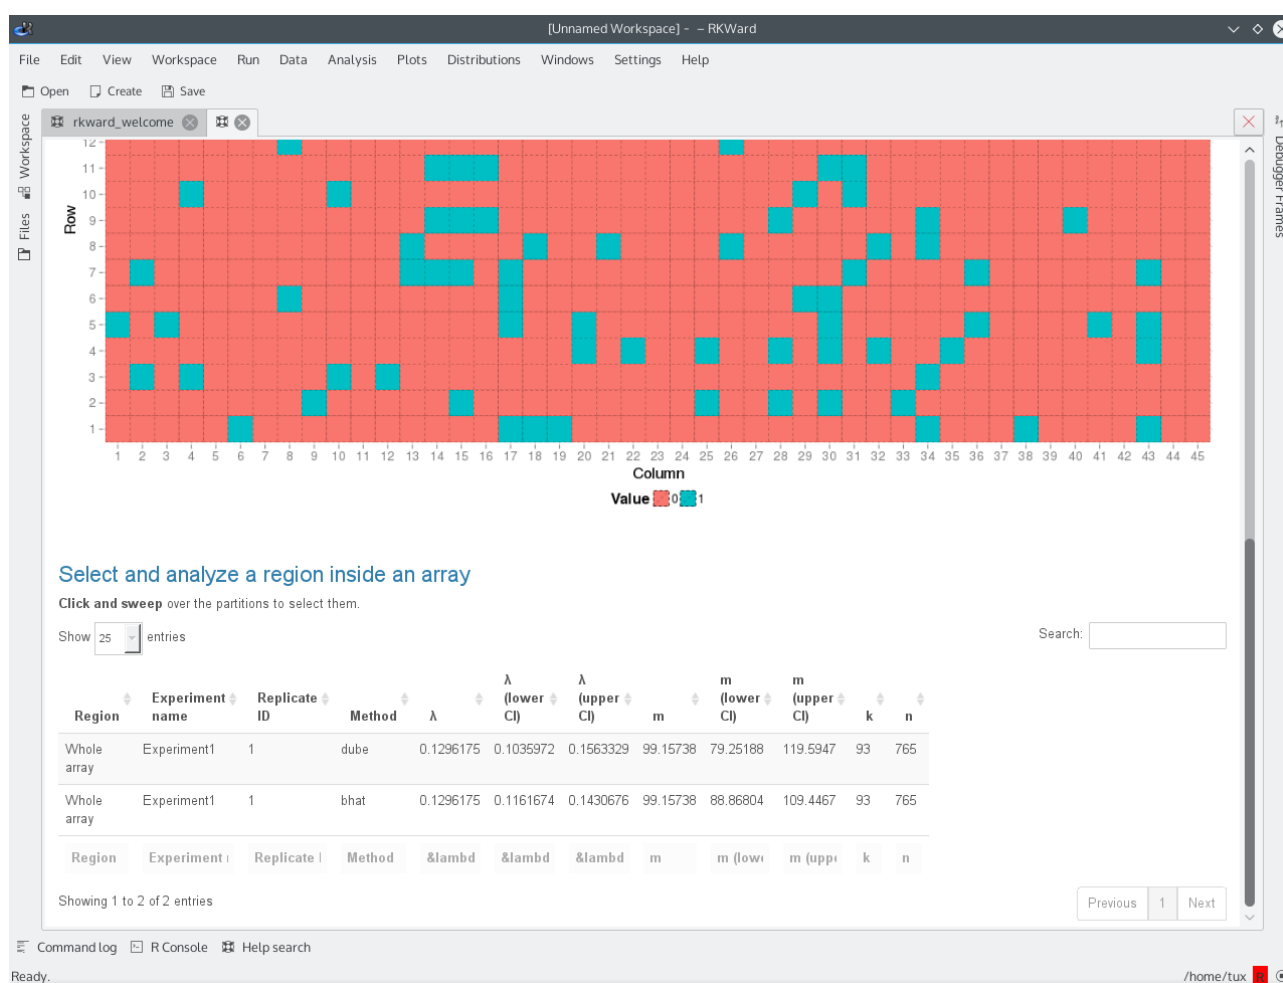 [Unnamed Workspace] - – RKWard
File Edit View Workspace Run Data Analysis Plots Distributions Windows Settings Help
Open Create Save
rkward_welcome
Workspace
Files
Debugger Frames
12
11
10
9
8
7
6
5
4
3
2
1
Row
1 2 3 4 5 6 7 8 9 10 11 12 13 14 15 16 17 18 19 20 21 22 23 24 25 26 27 28 29 30 31 32 33 34 35 36 37 38 39 40 41 42 43 44 45
Column
Value 0 1
Select and analyze a region inside an array
Click and sweep over the partitions to select them.
Show 25 entries Search:
Region Experiment name Replicate ID Method λ λ (lower CI) λ (upper CI) m m (lower CI) m (upper CI) k n
Whole array Experiment1 1 dube 0.1296175 0.1035972 0.1563329 99.15738 79.25188 119.5947 93 765
Whole array Experiment1 1 bhat 0.1296175 0.1161674 0.1430676 99.15738 88.86804 109.4467 93 765
Region Experiment Replicate Method &lambd &lambd &lambd m m (low m (upp k n
Showing 1 to 2 of 2 entries
Previous 1 Next
Command log R Console Help search
Ready. /home/tux R